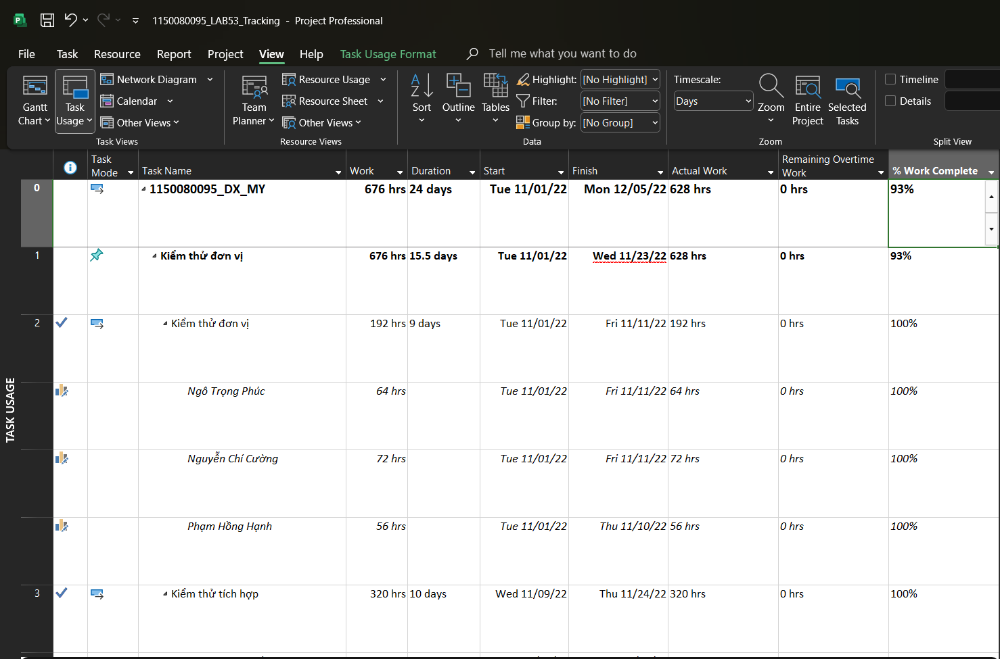 1150080095_LAB53_Tracking - Project Professional
File Task Resource Report Project View Help Task Usage Format Tell me what you want to do
Gantt Chart
Task Usage
Network Diagram
Calendar
Other Views
Task Views
Team Planner
Resource Usage
Resource Sheet
Other Views
Resource Views
Sort
Outline
Tables
Highlight: [No Highlight]
Filter: [No Filter]
Group by: [No Group]
Data
Timescale:
Days
Zoom
Entire Project
Selected Tasks
Zoom
Timeline
Details
Split View
TASK USAGE
Task Mode Task Name Work Duration Start Finish Actual Work Remaining Overtime Work % Work Complete
0 1150080095_DX_MY 676 hrs 24 days Tue 11/01/22 Mon 12/05/22 628 hrs 0 hrs 93%
1 Kiểm thử đơn vị 676 hrs 15.5 days Tue 11/01/22 Wed 11/23/22 628 hrs 0 hrs 93%
2 Kiểm thử đơn vị 192 hrs 9 days Tue 11/01/22 Fri 11/11/22 192 hrs 0 hrs 100%
Ngô Trọng Phúc 64 hrs Tue 11/01/22 Fri 11/11/22 64 hrs 0 hrs 100%
Nguyễn Chí Cường 72 hrs Tue 11/01/22 Fri 11/11/22 72 hrs 0 hrs 100%
Phạm Hồng Hạnh 56 hrs Tue 11/01/22 Thu 11/10/22 56 hrs 0 hrs 100%
3 Kiểm thử tích hợp 320 hrs 10 days Wed 11/09/22 Thu 11/24/22 320 hrs 0 hrs 100%